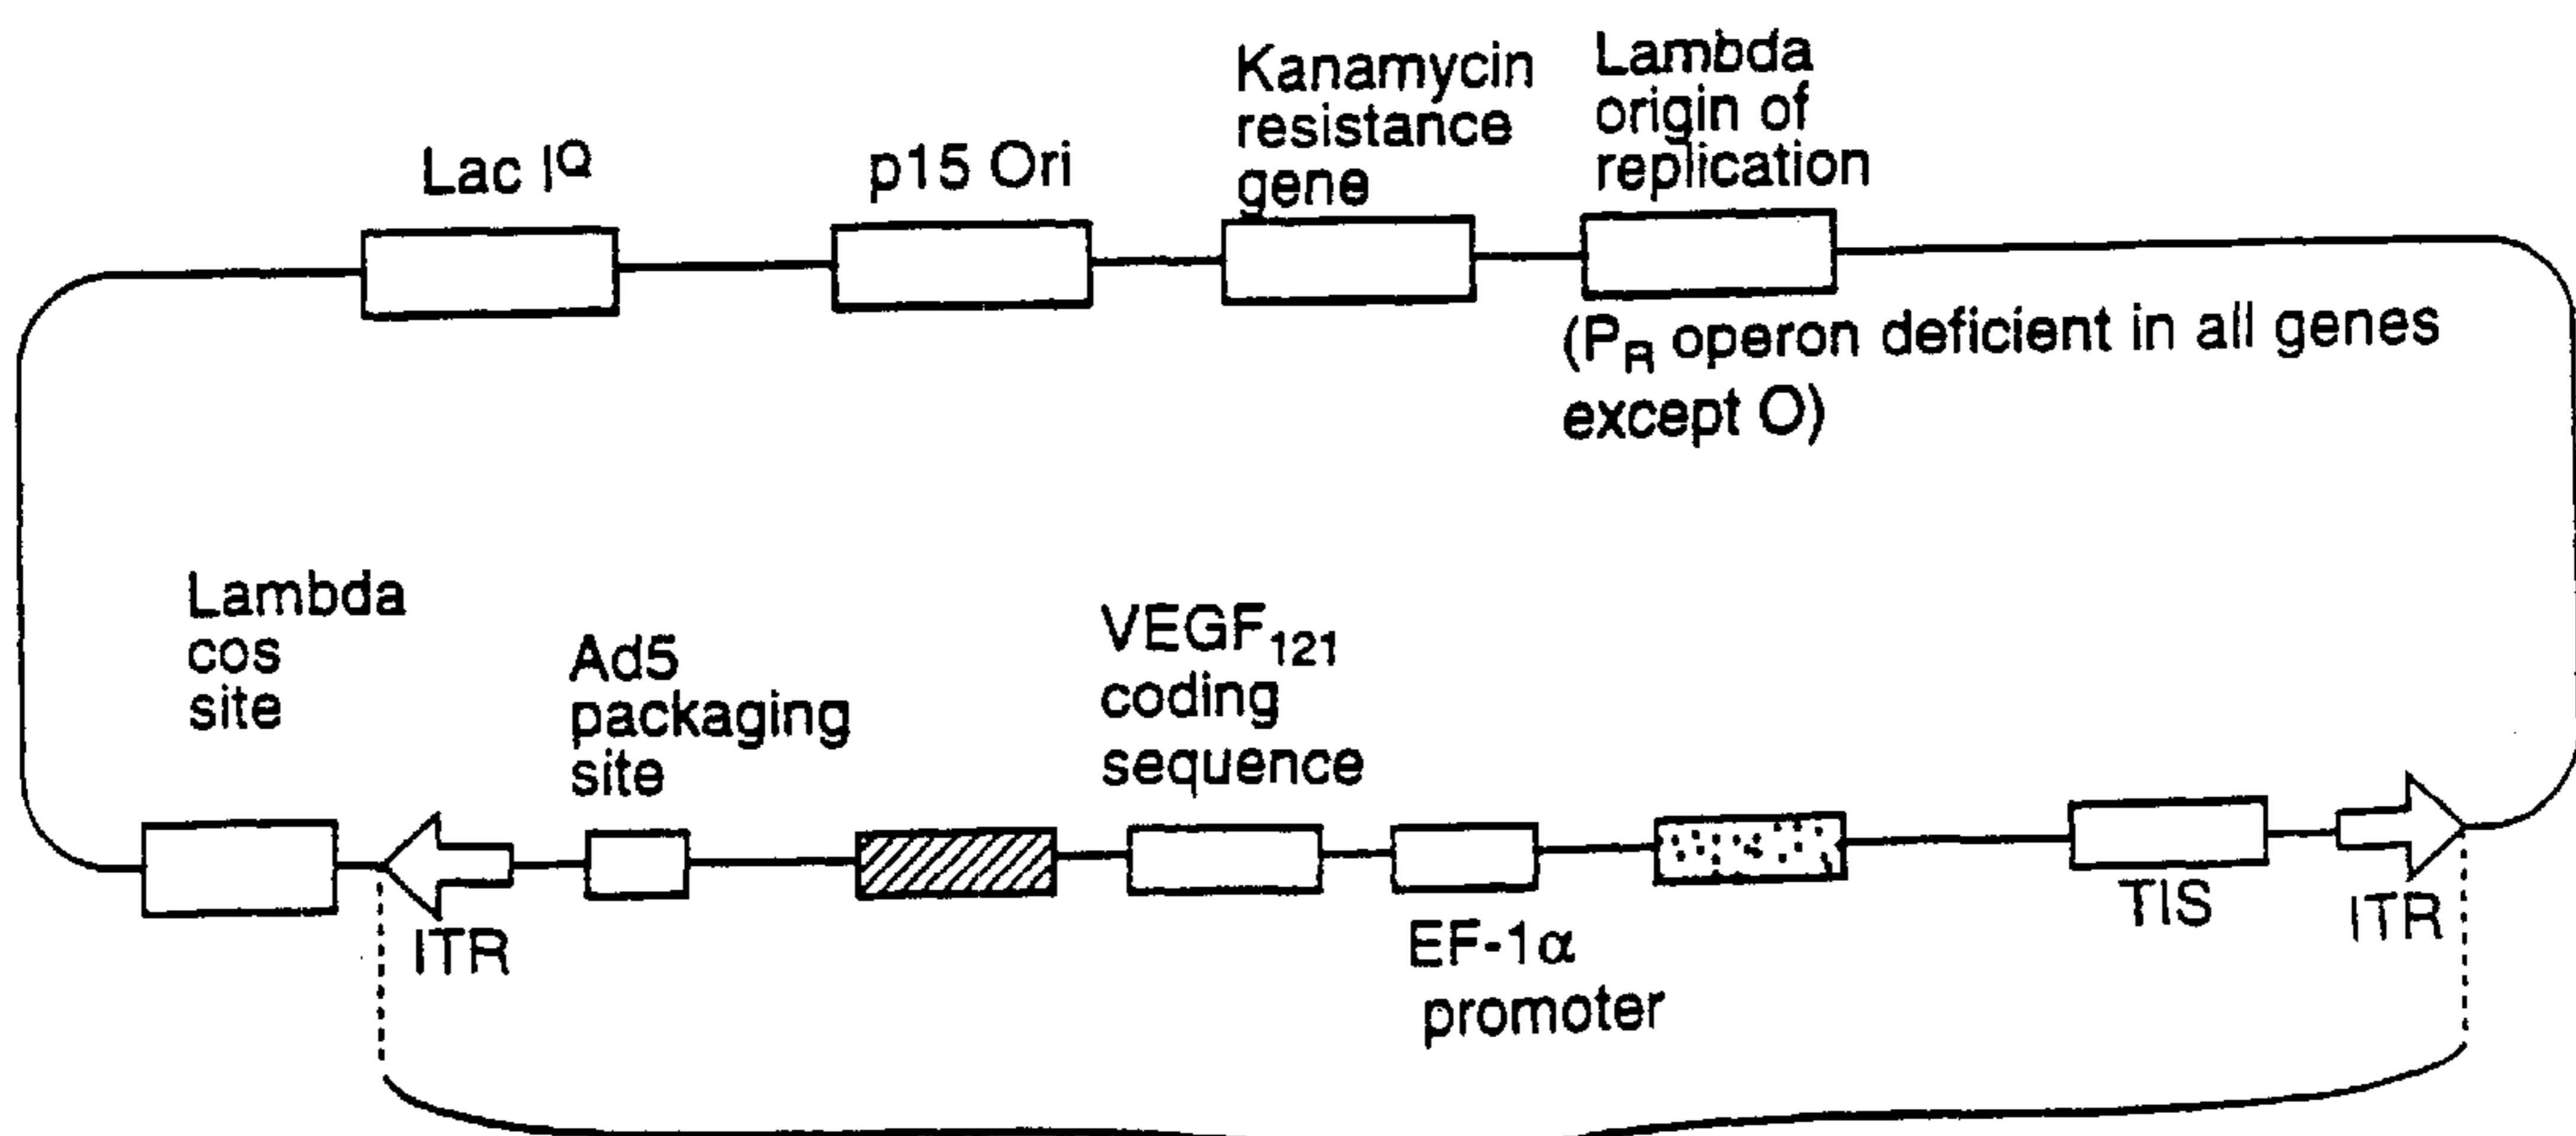 Lac I^Q
p15 Ori
Kanamycin
resistance
gene
Lambda
origin of
replication
(P_R operon deficient in all genes
except O)
Lambda
cos
site
Ad5
packaging
site
VEGF_121
coding
sequence
ITR
EF-1α
promoter
TIS
ITR